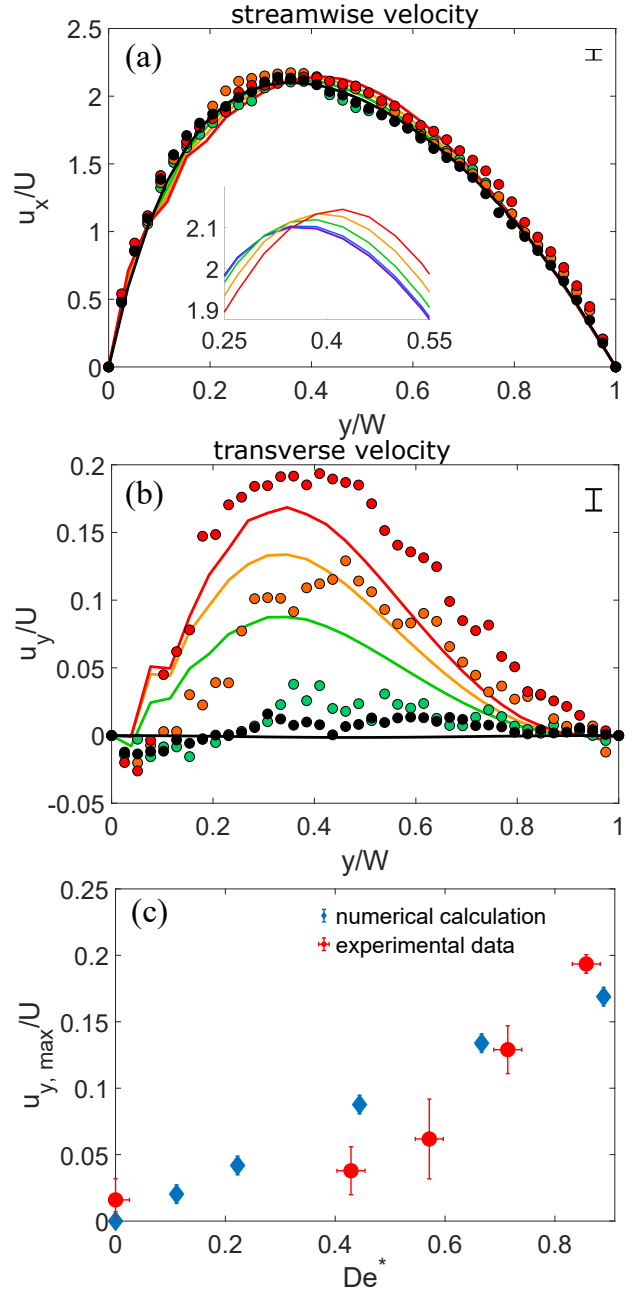 streamwise velocity
(a)
2.5
2
1.5
1
0.5
0
u_x/U
2.1
2
1.9
0.25 0.4 0.55
0 0.2 0.4 0.6 0.8 1
y/W
transverse velocity
(b)
0.2
0.15
0.1
0.05
0
-0.05
u_y/U
0 0.2 0.4 0.6 0.8 1
y/W
(c)
0.25
0.2
0.15
0.1
0.05
0
u_{y, max}/U
numerical calculation
experimental data
0 0.2 0.4 0.6 0.8
De^*